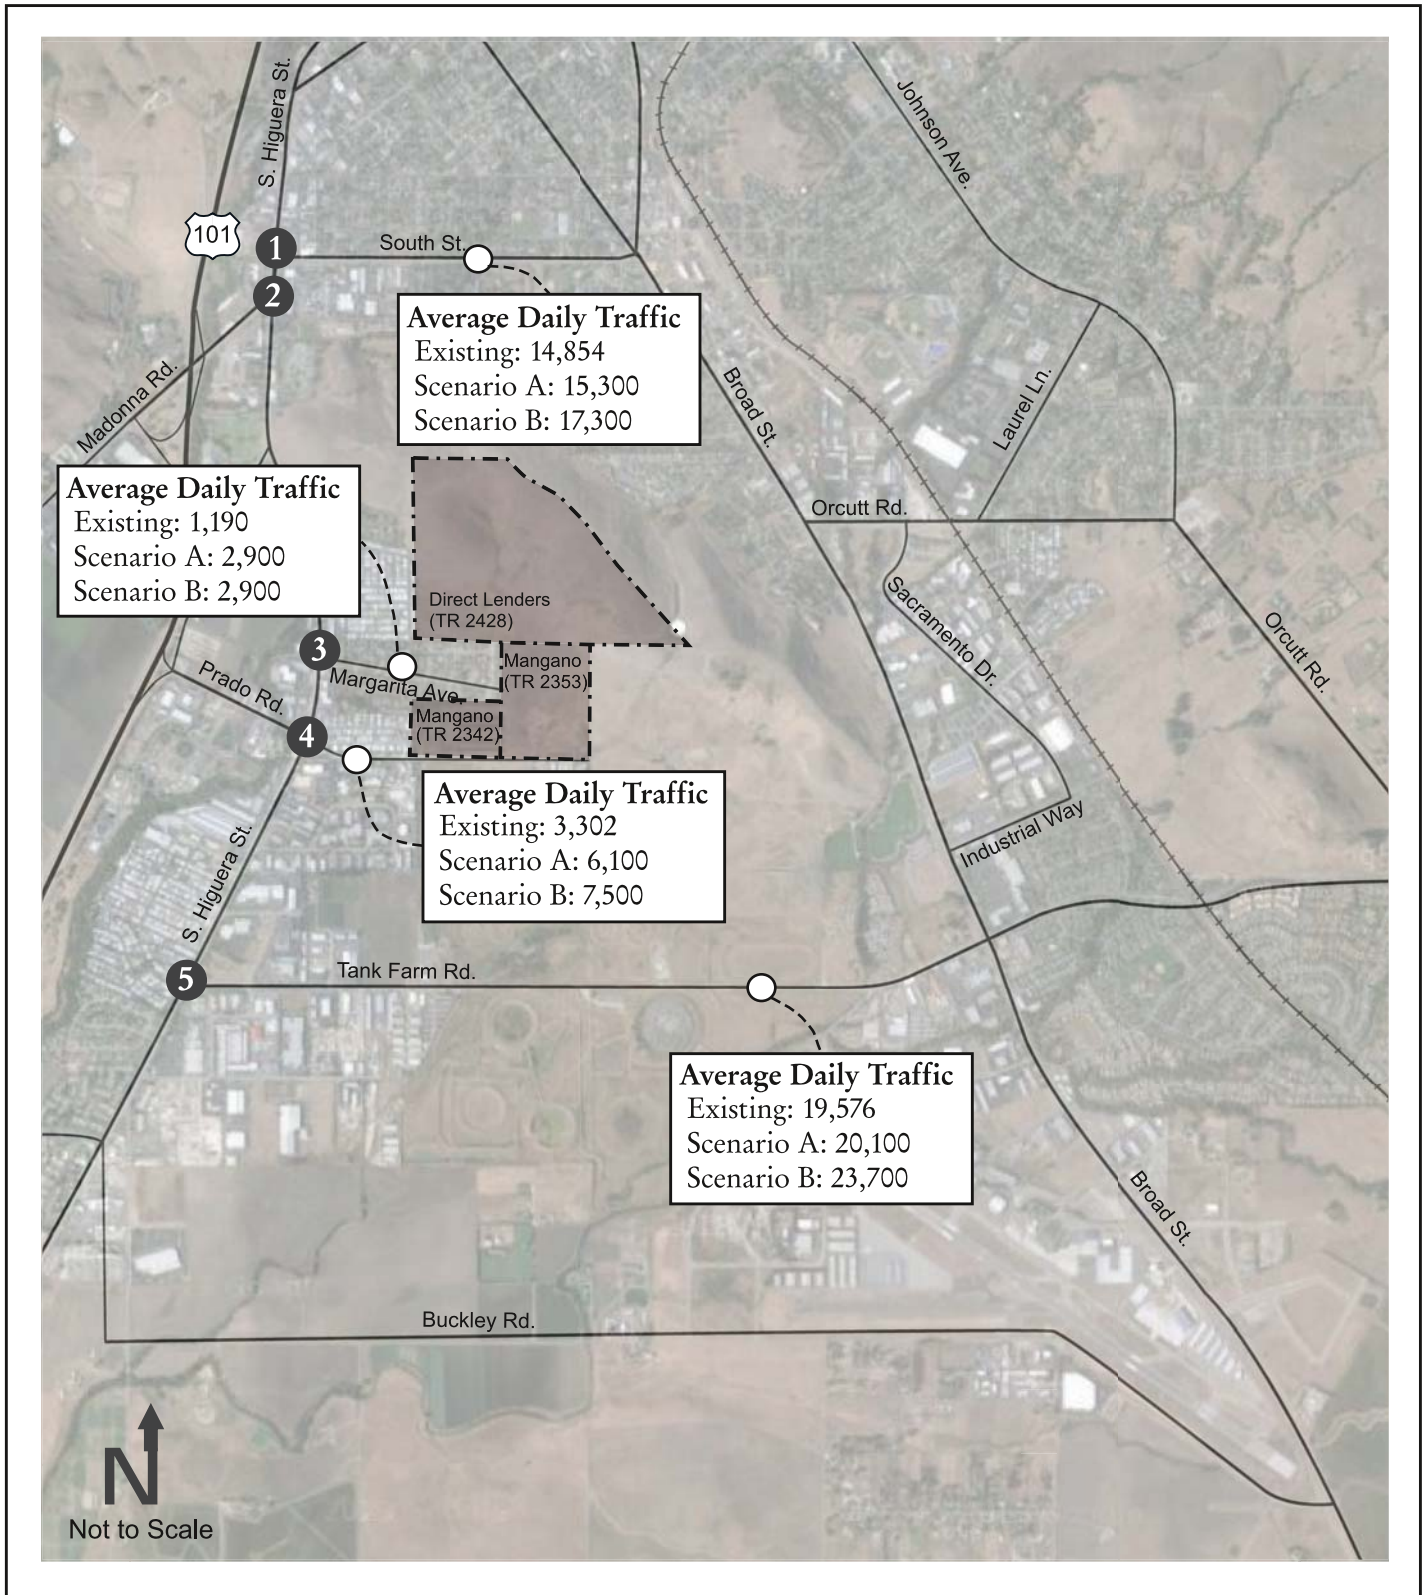 S. Higuera St.
Johnson Ave.
101
1
South St.
2
Average Daily Traffic
Existing: 14,854
Scenario A: 15,300
Scenario B: 17,300
Madonna Rd.
Broad St.
Laurel Ln.
Average Daily Traffic
Existing: 1,190
Scenario A: 2,900
Scenario B: 2,900
Orcutt Rd.
Direct Lenders
(TR 2428)
Sacramento Dr.
Orcutt Rd.
3
Margarita Ave.
Mangano
(TR 2353)
Prado Rd.
4
Mangano
(TR 2342)
Average Daily Traffic
Existing: 3,302
Scenario A: 6,100
Scenario B: 7,500
Industrial Way
S. Higuera St.
5
Tank Farm Rd.
Average Daily Traffic
Existing: 19,576
Scenario A: 20,100
Scenario B: 23,700
Broad St.
Buckley Rd.
N
Not to Scale